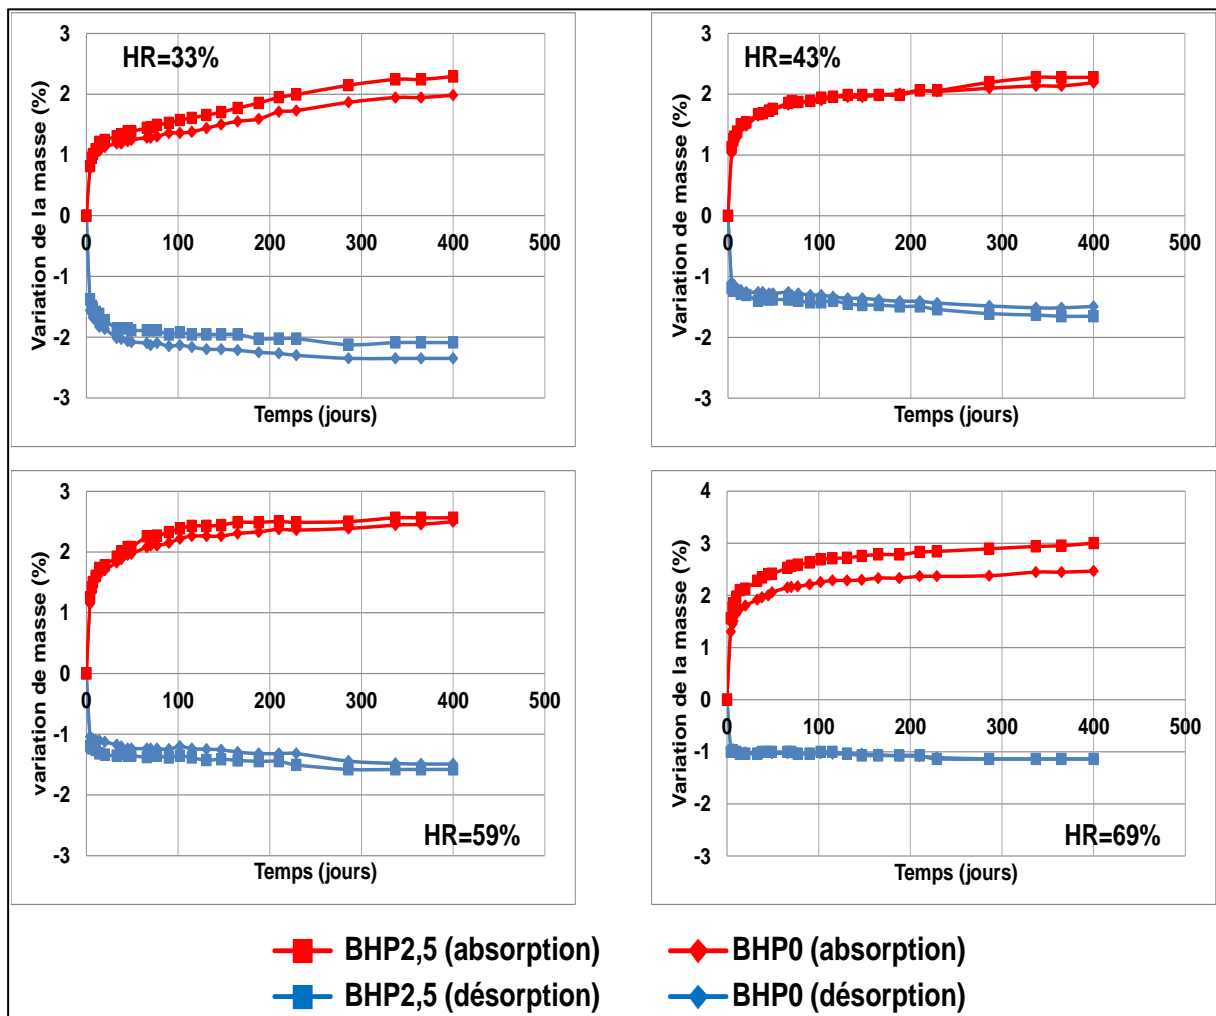 HR=33%
Variation de la masse (%)
3
2
1
0
-1
-2
-3
0 100 200 300 400 500
Temps (jours)
HR=43%
Variation de masse (%)
3
2
1
0
-1
-2
-3
0 100 200 300 400 500
Temps (jours)
variation de masse (%)
3
2
1
0
-1
-2
-3
0 100 200 300 400 500
HR=59%
Temps (jours)
Variation de la masse (%)
4
3
2
1
0
-1
-2
-3
0 100 200 300 400 500
HR=69%
Temps (jours)
BHP2,5 (absorption) BHP0 (absorption)
BHP2,5 (désorption) BHP0 (désorption)